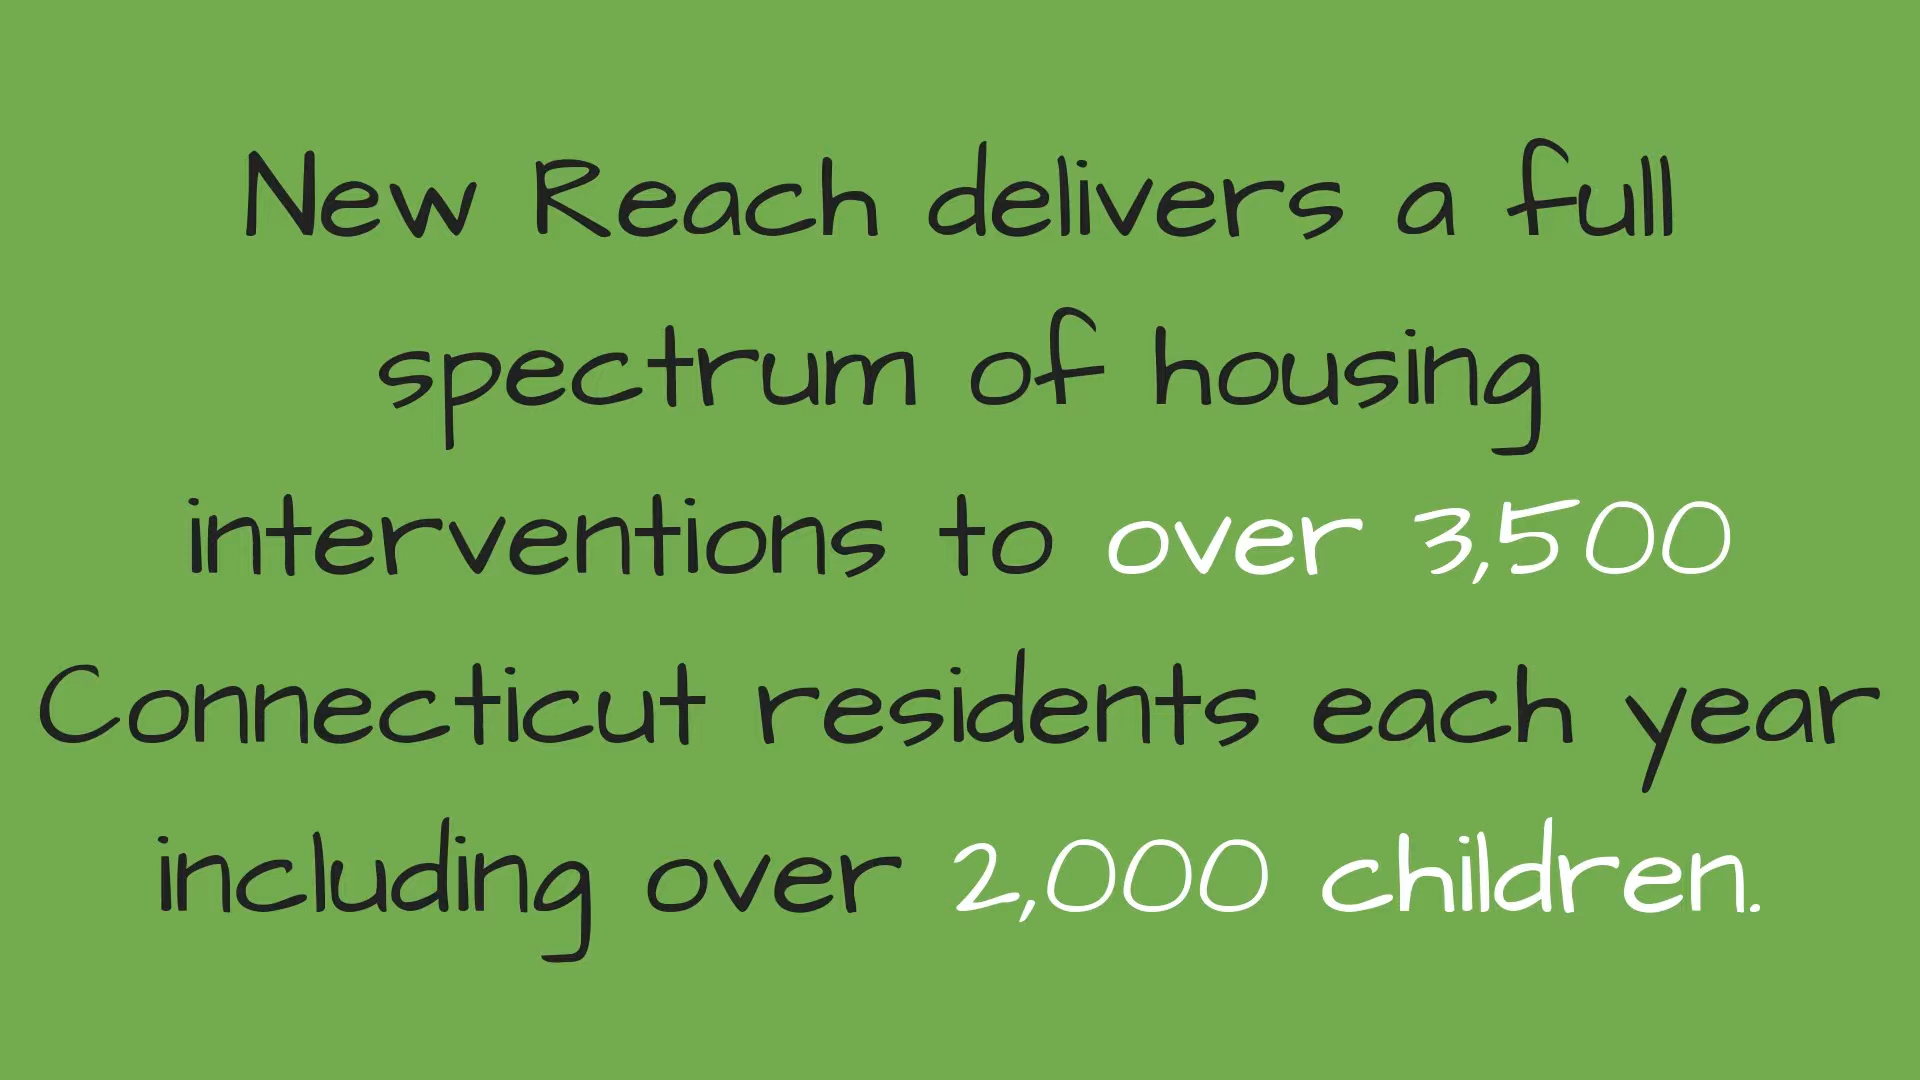 New Reach delivers a full
spectrum of housing
interventions to over 3,500
Connecticut residents each year
including over 2,000 children.